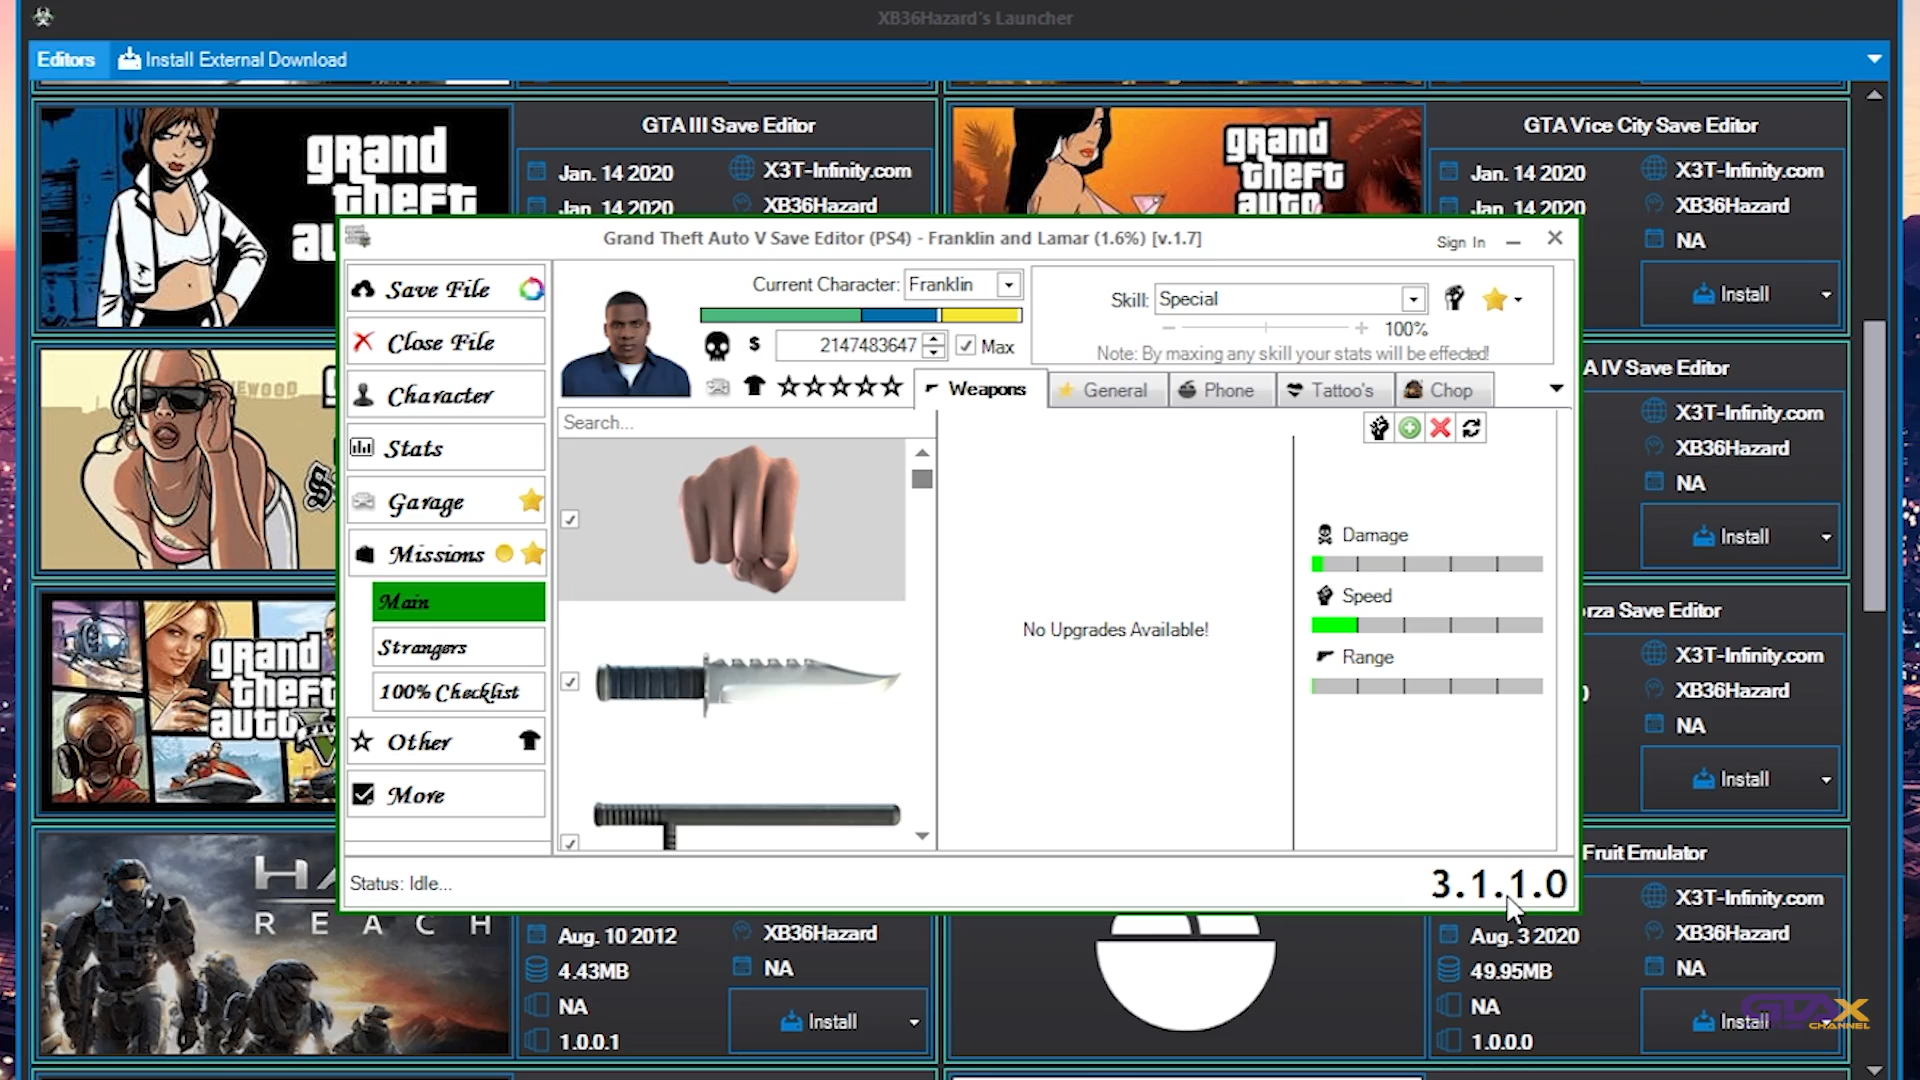 XB36Hazard's Launcher
Editors
Install External Download
grand
theft
GTA III Save Editor
Jan. 14 2020
X3T-Infinity.com
Jan. 14 2020
XB36Hazard
grand
theft
auto
GTA Vice City Save Editor
Jan. 14 2020
X3T-Infinity.com
Jan. 14 2020
XB36Hazard
NA
Install
Grand Theft Auto V Save Editor (PS4) - Franklin and Lamar (1.6%) [v.1.7]
Sign In
Save File
Close File
Character
Stats
Garage
Missions
Main
Strangers
100% Checklist
Other
More
Current Character:
Franklin
$
2147483647
Max
Skill:
Special
100%
Note: By maxing any skill your stats will be effected!
Weapons
General
Phone
Tattoo's
Chop
Search...
No Upgrades Available!
Damage
Speed
Range
Status: Idle...
3.1.1.0
A IV Save Editor
X3T-Infinity.com
XB36Hazard
NA
Install
grand
theft
auto
rza Save Editor
X3T-Infinity.com
XB36Hazard
NA
Install
REACH
Aug. 10 2012
XB36Hazard
4.43MB
NA
NA
1.0.0.1
Install
Fruit Emulator
X3T-Infinity.com
Aug. 3 2020
XB36Hazard
49.95MB
NA
NA
1.0.0.0
Install
GTAX
CHANNEL